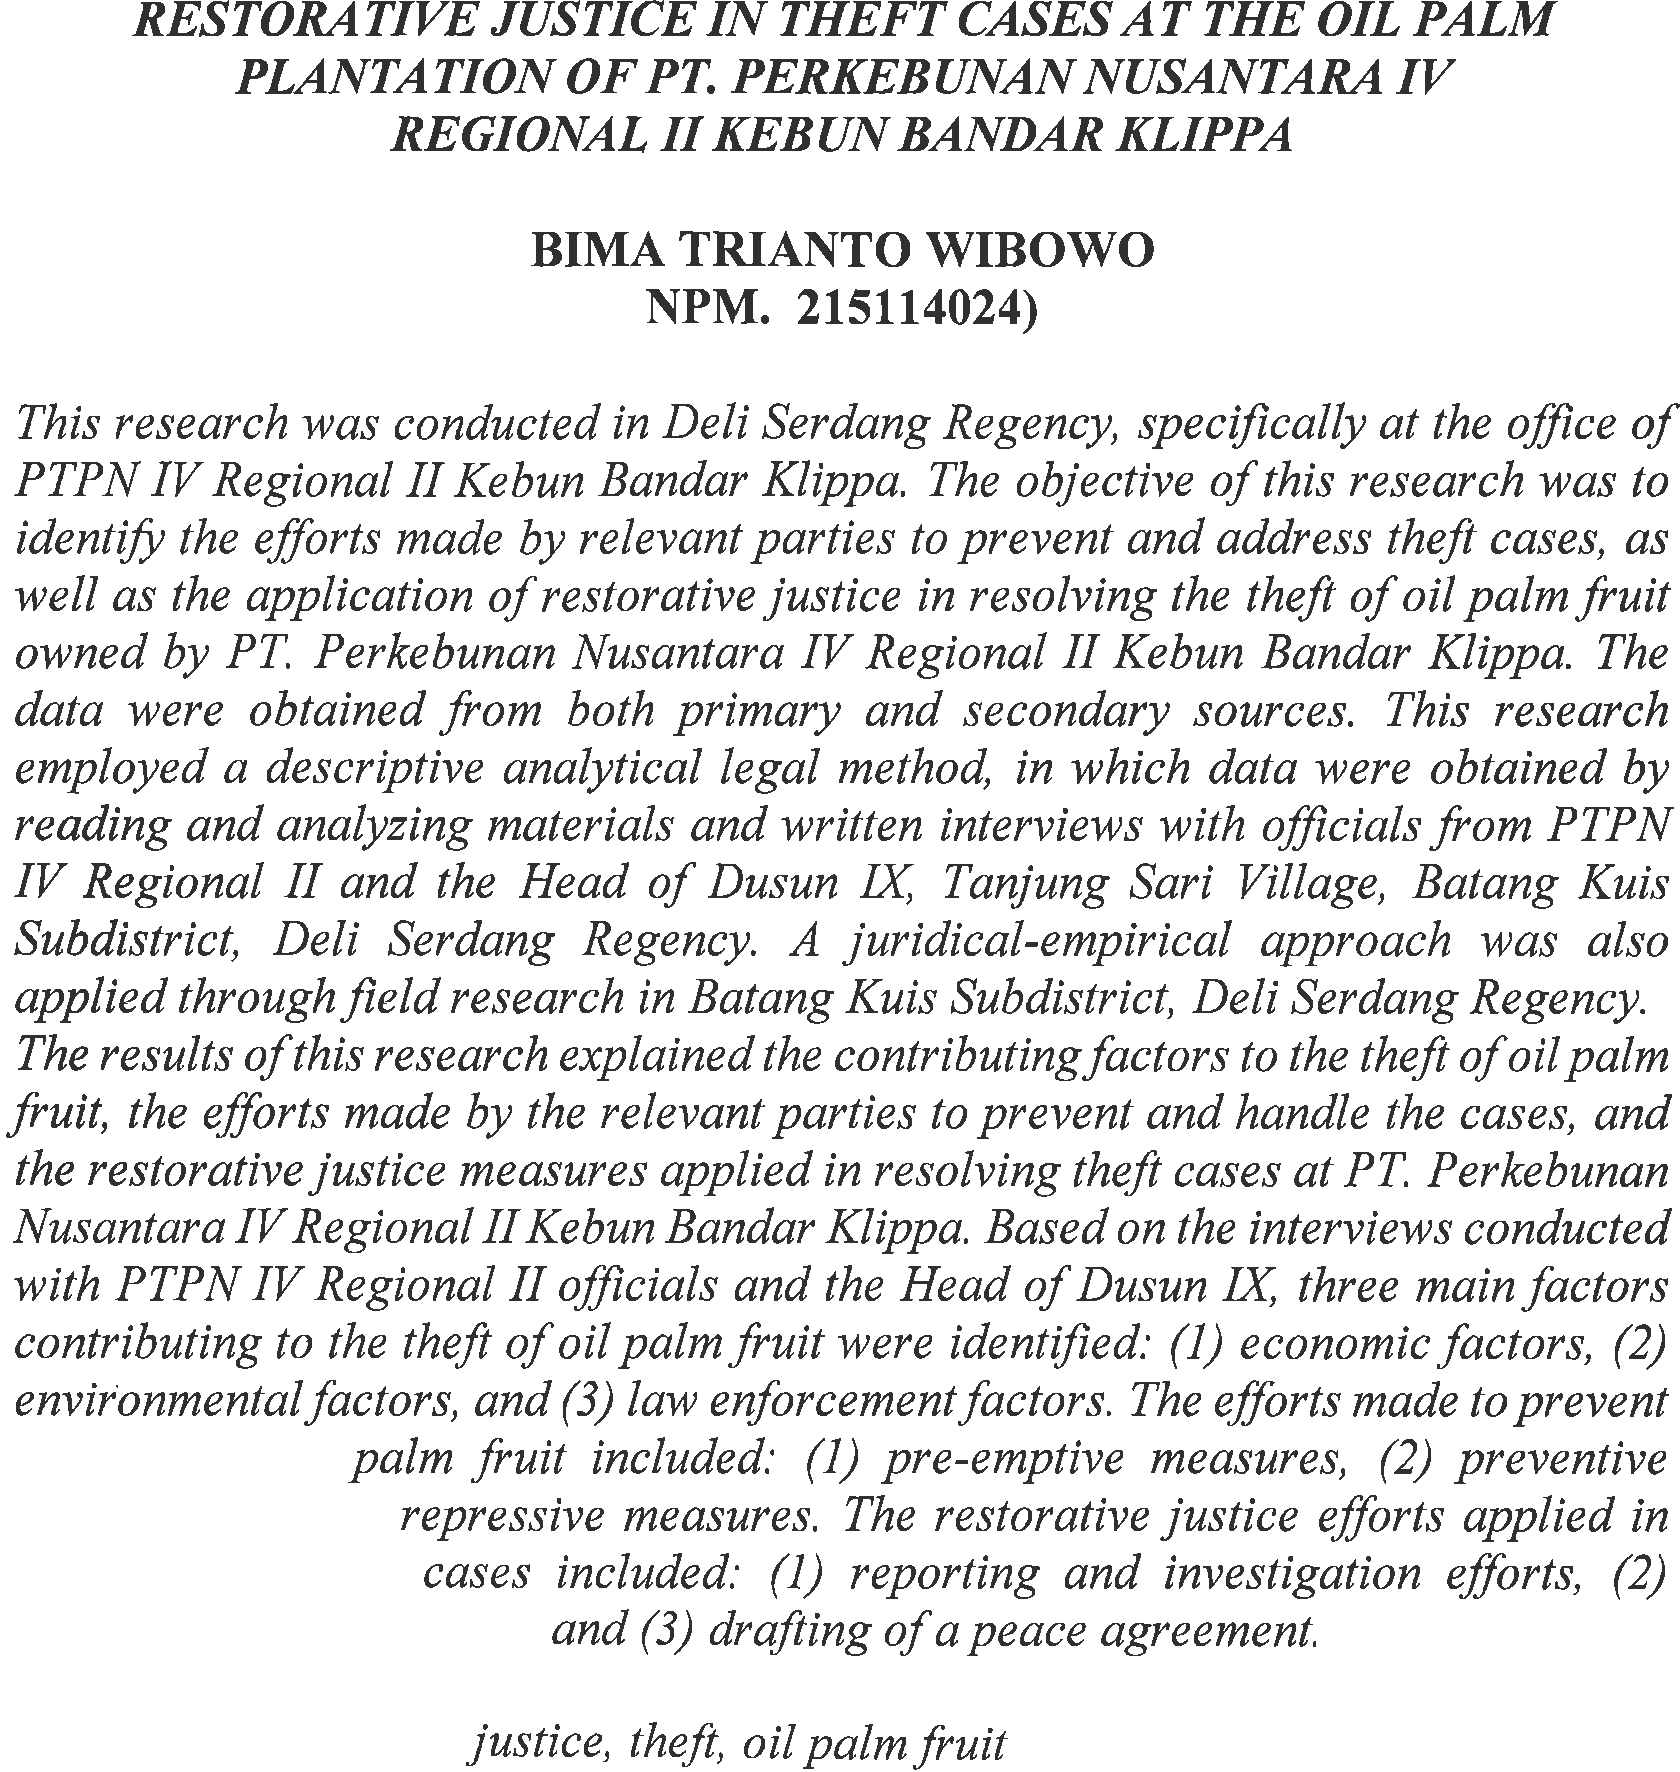 RESTORATIVE JUSTICE IN THEFT CASES AT THE OIL PALM
PLANTATION OF PT. PERKEBUNAN NUSANTARA IV
REGIONAL II KEBUN BANDAR KLIPPA
BIMA TRIANTO WIBOWO
NPM. 215114024)
This research was conducted in Deli Serdang Regency, specifically at the office of
PTPN IV Regional II Kebun Bandar Klippa. The objective of this research was to
identify the efforts made by relevant parties to prevent and address theft cases, as
well as the application of restorative justice in resolving the theft of oil palm fruit
owned by PT. Perkebunan Nusantara IV Regional II Kebun Bandar Klippa. The
data were obtained from both primary and secondary sources. This research
employed a descriptive analytical legal method, in which data were obtained by
reading and analyzing materials and written interviews with officials from PTPN
IV Regional II and the Head of Dusun IX, Tanjung Sari Village, Batang Kuis
Subdistrict, Deli Serdang Regency. A juridical-empirical approach was also
applied through field research in Batang Kuis Subdistrict, Deli Serdang Regency.
The results of this research explained the contributing factors to the theft of oil palm
fruit, the efforts made by the relevant parties to prevent and handle the cases, and
the restorative justice measures applied in resolving theft cases at PT. Perkebunan
Nusantara IV Regional II Kebun Bandar Klippa. Based on the interviews conducted
with PTPN IV Regional II officials and the Head of Dusun IX, three main factors
contributing to the theft of oil palm fruit were identified: (1) economic factors, (2)
environmental factors, and (3) law enforcement factors. The efforts made to prevent
palm fruit included: (1) pre-emptive measures, (2) preventive
repressive measures. The restorative justice efforts applied in
cases included: (1) reporting and investigation efforts, (2)
and (3) drafting of a peace agreement.
justice, theft, oil palm fruit